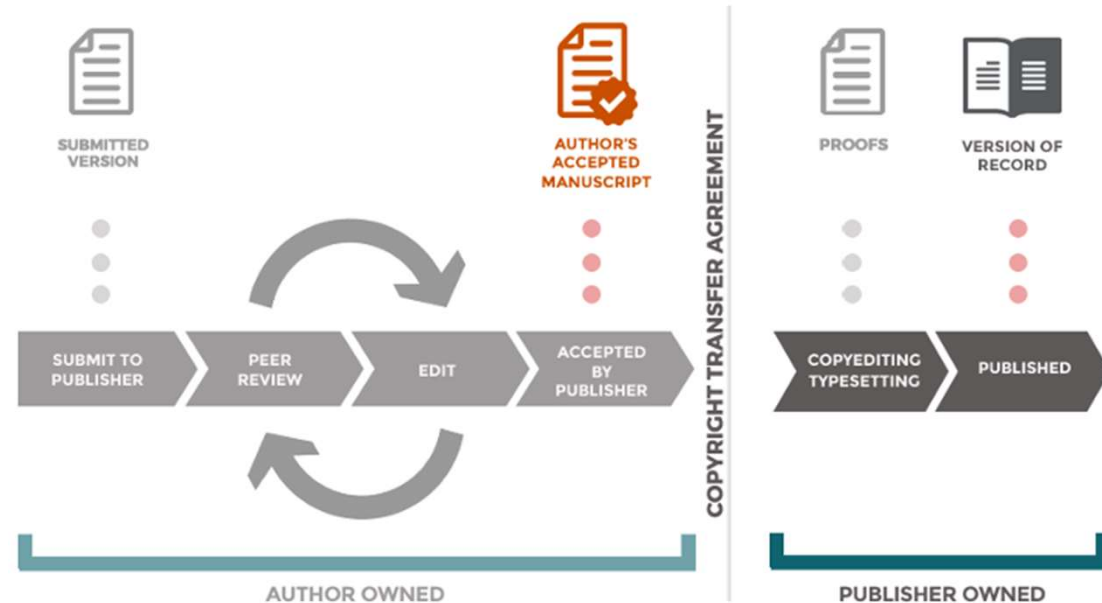 SUBMITTED
VERSION
AUTHOR'S
ACCEPTED
MANUSCRIPT
PROOFS
VERSION OF
RECORD
SUBMIT TO
PUBLISHER
PEER
REVIEW
EDIT
ACCEPTED
BY
PUBLISHER
COPYRIGHT TRANSFER AGREEMENT
COPYEDITING
TYPESETTING
PUBLISHED
AUTHOR OWNED
PUBLISHER OWNED